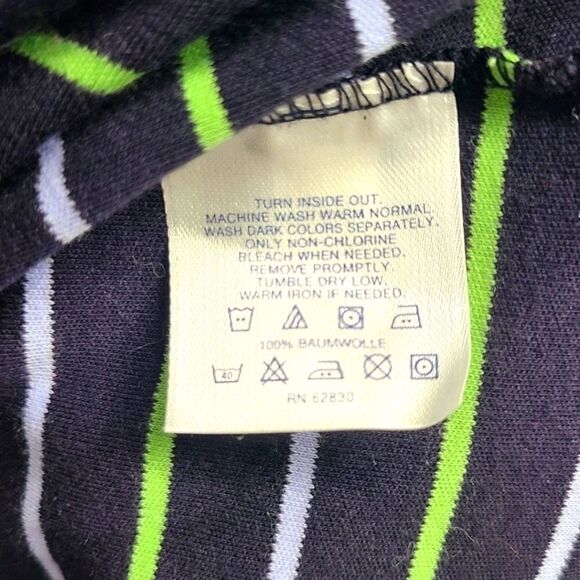 TURN INSIDE OUT.
MACHINE WASH WARM NORMAL.
WASH DARK COLORS SEPARATELY.
ONLY NON-CHLORINE
BLEACH WHEN NEEDED.
REMOVE PROMPTLY.
TUMBLE DRY LOW.
WARM IRON IF NEEDED.
100% BAUMWOLLE
40
RN 62830